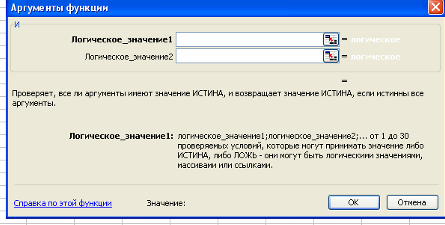 Аргументы функции
И
Логическое_значение1 = логическое
Логическое_значение2 = логическое
=
Проверяет, все ли аргументы имеют значение ИСТИНА, и возвращает значение ИСТИНА, если истинны все
аргументы.
Логическое_значение1: логическое_значение1;логическое_значение2;... от 1 до 30
проверяемых условий, которые могут принимать значение либо
ИСТИНА, либо ЛОЖЬ - они могут быть логическими значениями,
массивами или ссылками.
Справка по этой функции Значение: ОК Отмена